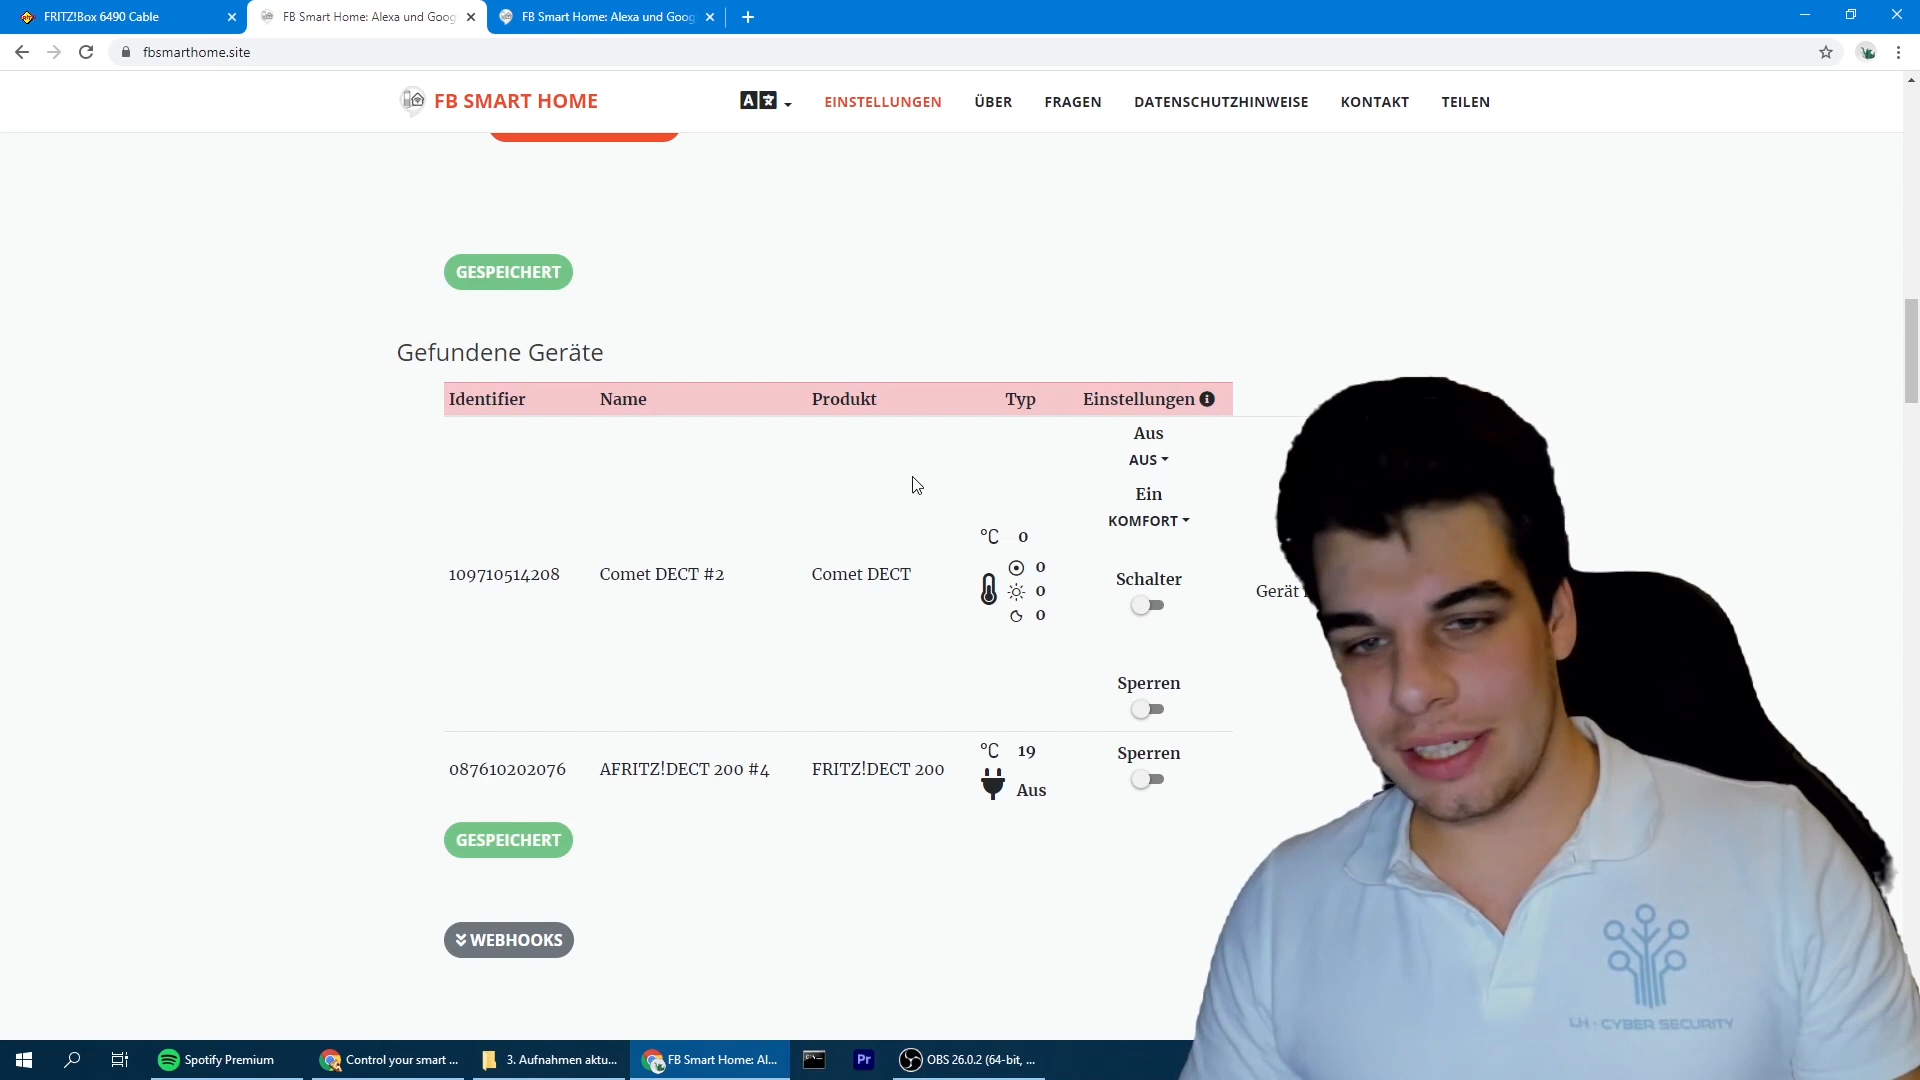 FRITZ!Box 6490 Cable
FB Smart Home: Alexa und Goog
FB Smart Home: Alexa und Goog
fbsmarthome.site
FB SMART HOME
EINSTELLUNGEN
ÜBER
FRAGEN
DATENSCHUTZHINWEISE
KONTAKT
TEILEN
GESPEICHERT
Gefundene Geräte
Identifier Name Produkt Typ Einstellungen
Aus
AUS
Ein
KOMFORT
°C 0
109710514208 Comet DECT #2 Comet DECT
0
0
0
Schalter
Gerät
Sperren
087610202076 AFRITZ!DECT 200 #4 FRITZ!DECT 200
°C 19
Aus
Sperren
GESPEICHERT
WEBHOOKS
LH - CYBER SECURITY
Spotify Premium
Control your smart ...
3. Aufnahmen aktu...
FB Smart Home: Al...
Pr
OBS 26.0.2 (64-bit, ...